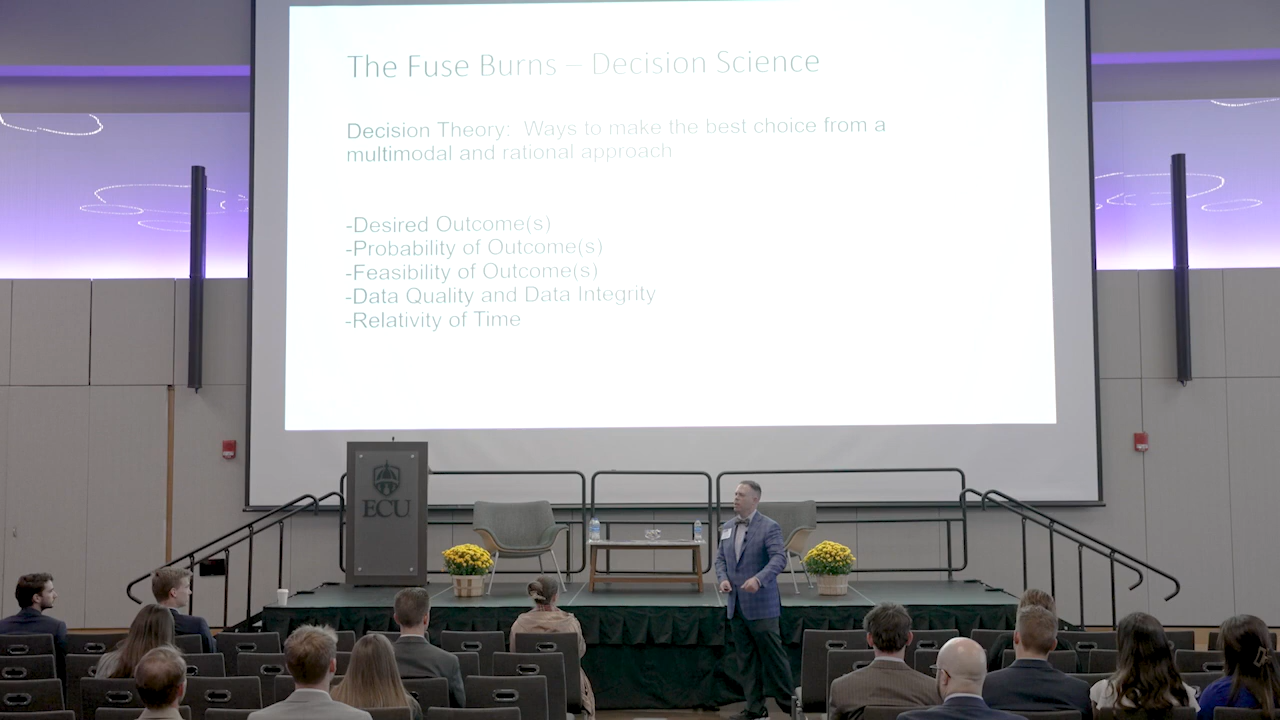 The Fuse Burns – Decision Science
Decision Theory:  Ways to make the best choice from a
multimodal and rational approach
-Desired Outcome(s)
-Probability of Outcome(s)
-Feasibility of Outcome(s)
-Data Quality and Data Integrity
-Relativity of Time
ECU